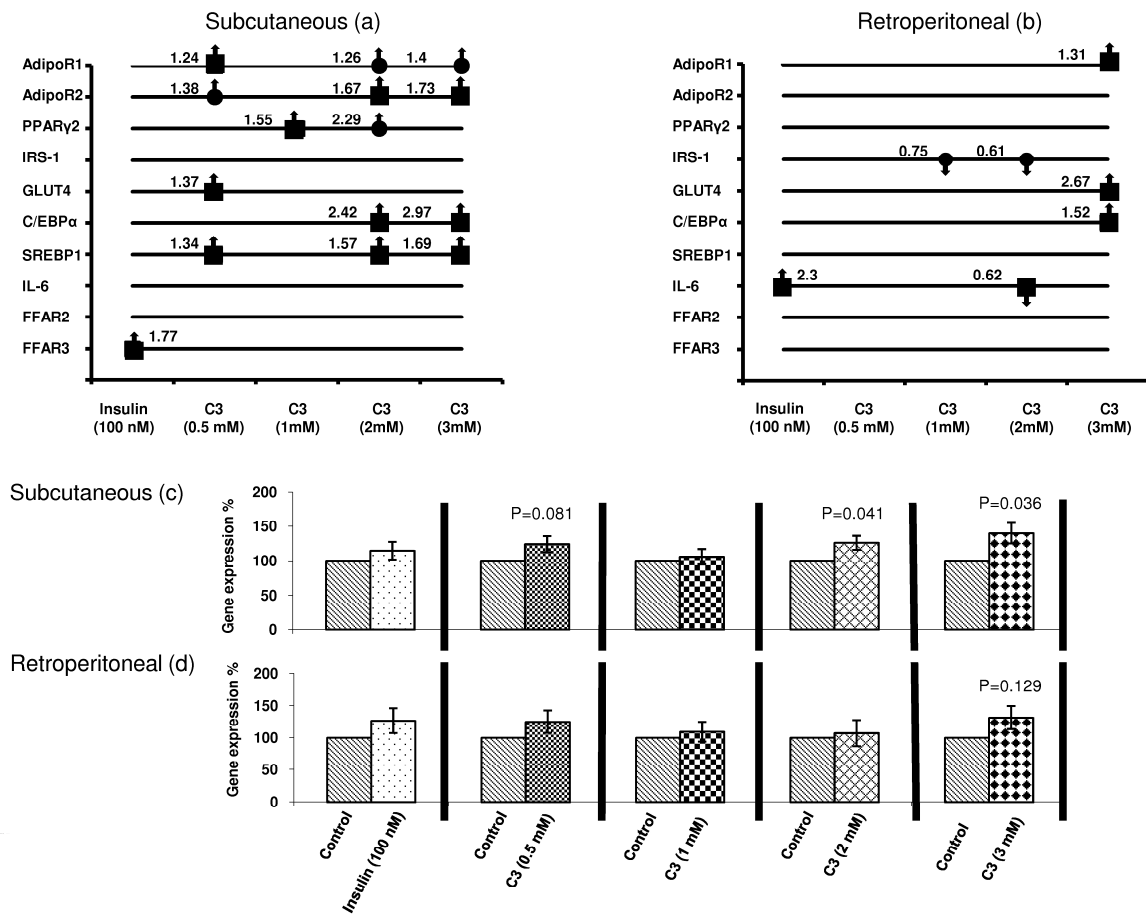 Subcutaneous (a)
AdipoR1 1.24 1.26 1.4
AdipoR2 1.38 1.67 1.73
PPARγ2 1.55 2.29
IRS-1
GLUT4 1.37
C/EBPα 2.42 2.97
SREBP1 1.34 1.57 1.69
IL-6
FFAR2
FFAR3 1.77
Insulin C3 C3 C3 C3
(100 nM) (0.5 mM) (1mM) (2mM) (3mM)
Retroperitoneal (b)
AdipoR1 1.31
AdipoR2
PPARγ2
IRS-1 0.75 0.61
GLUT4 2.67
C/EBPα 1.52
SREBP1
IL-6 2.3 0.62
FFAR2
FFAR3
Insulin C3 C3 C3 C3
(100 nM) (0.5 mM) (1mM) (2mM) (3mM)
Subcutaneous (c)
Gene expression %
200
150
100
50
0
P=0.081
P=0.041
P=0.036
Retroperitoneal (d)
Gene expression %
200
150
100
50
0
P=0.129
Control
Insulin (100 nM)
Control
C3 (0.5 mM)
Control
C3 (1 mM)
Control
C3 (2 mM)
Control
C3 (3 mM)